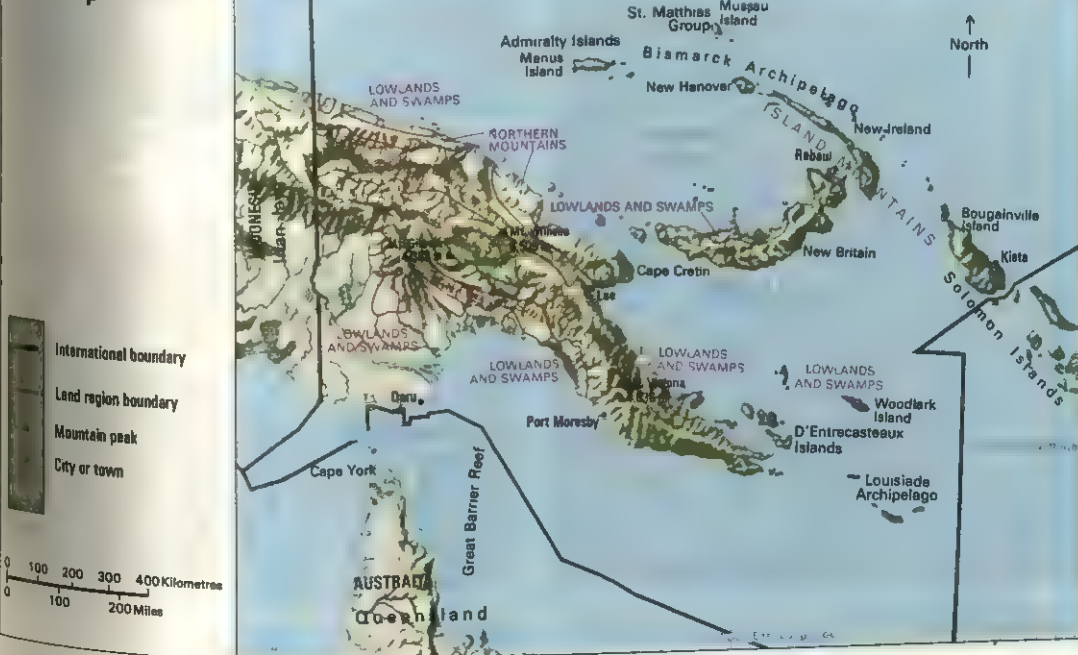 St. Matthias
Group
Mussau
Island
Admiralty Islands
Manus
Island
Bismarck Archipelago
North
New Hanover
LOWLANDS
AND SWAMPS
NORTHERN
MOUNTAINS
ISLAND MOUNTAINS
New Ireland
Rabaul
LOWLANDS AND SWAMPS
Bougainville
Island
New Britain
Kieta
Cape Cretin
Lae
Solomon Islands
LOWLANDS
AND SWAMPS
LOWLANDS
AND SWAMPS
LOWLANDS
AND SWAMPS
LOWLANDS
AND SWAMPS
Woodlark
Island
Daru
Port Moresby
D'Entrecasteaux
Islands
Cape York
Great Barrier Reef
Louisiade
Archipelago
AUSTRALIA
Queensland
International boundary
Land region boundary
Mountain peak
City or town
0 100 200 300 400 Kilometres
0 100 200 Miles